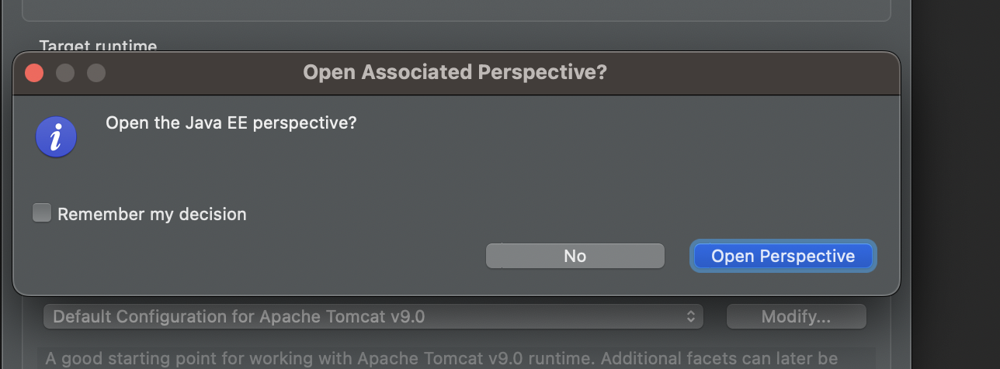 Target runtime
Open Associated Perspective?
Open the Java EE perspective?
Remember my decision
No
Open Perspective
Default Configuration for Apache Tomcat v9.0
Modify...
A good starting point for working with Apache Tomcat v9.0 runtime. Additional facets can later be